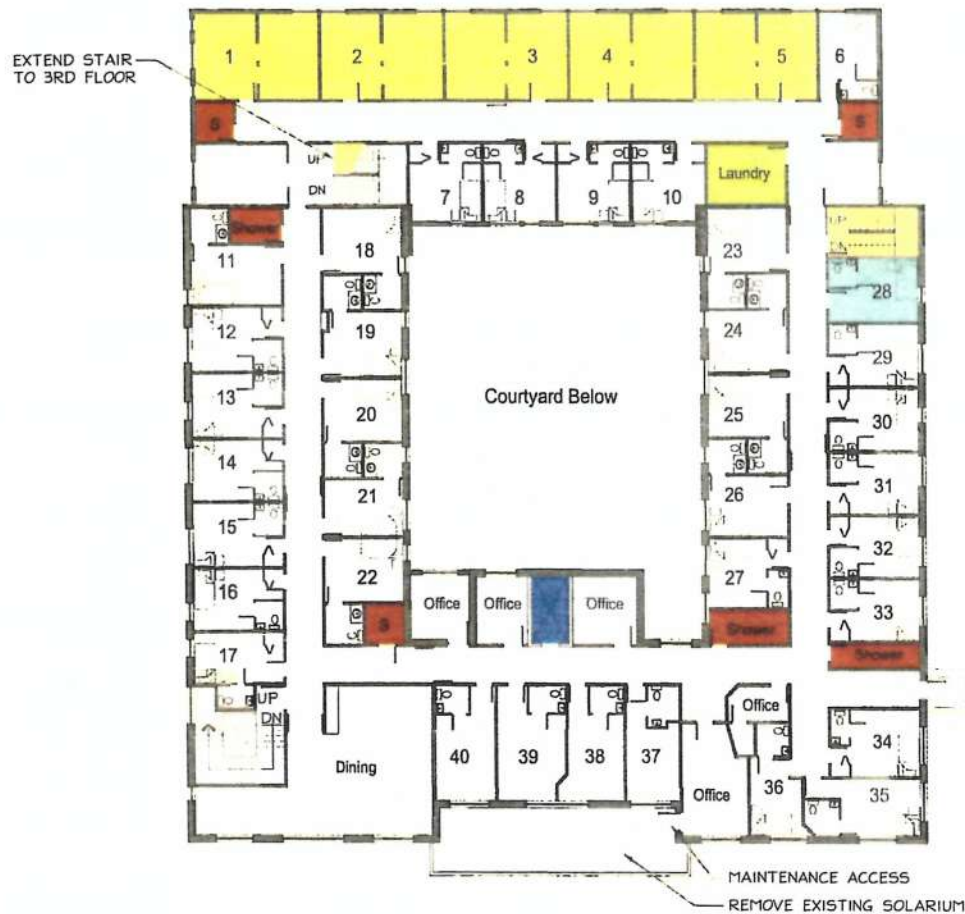 EXTEND STAIR
TO 3RD FLOOR
1
2
3
4
5
6
S
S
UP
DN
7
8
9
10
Laundry
UP
Shower
11
18
23
28
12
19
24
29
13
20
Courtyard Below
25
30
14
21
26
31
15
22
27
32
16
Office
Office
Office
33
S
Shower
17
Shower
UP
DN
Office
40
39
38
37
34
Dining
Office
36
35
MAINTENANCE ACCESS
REMOVE EXISTING SOLARIUM